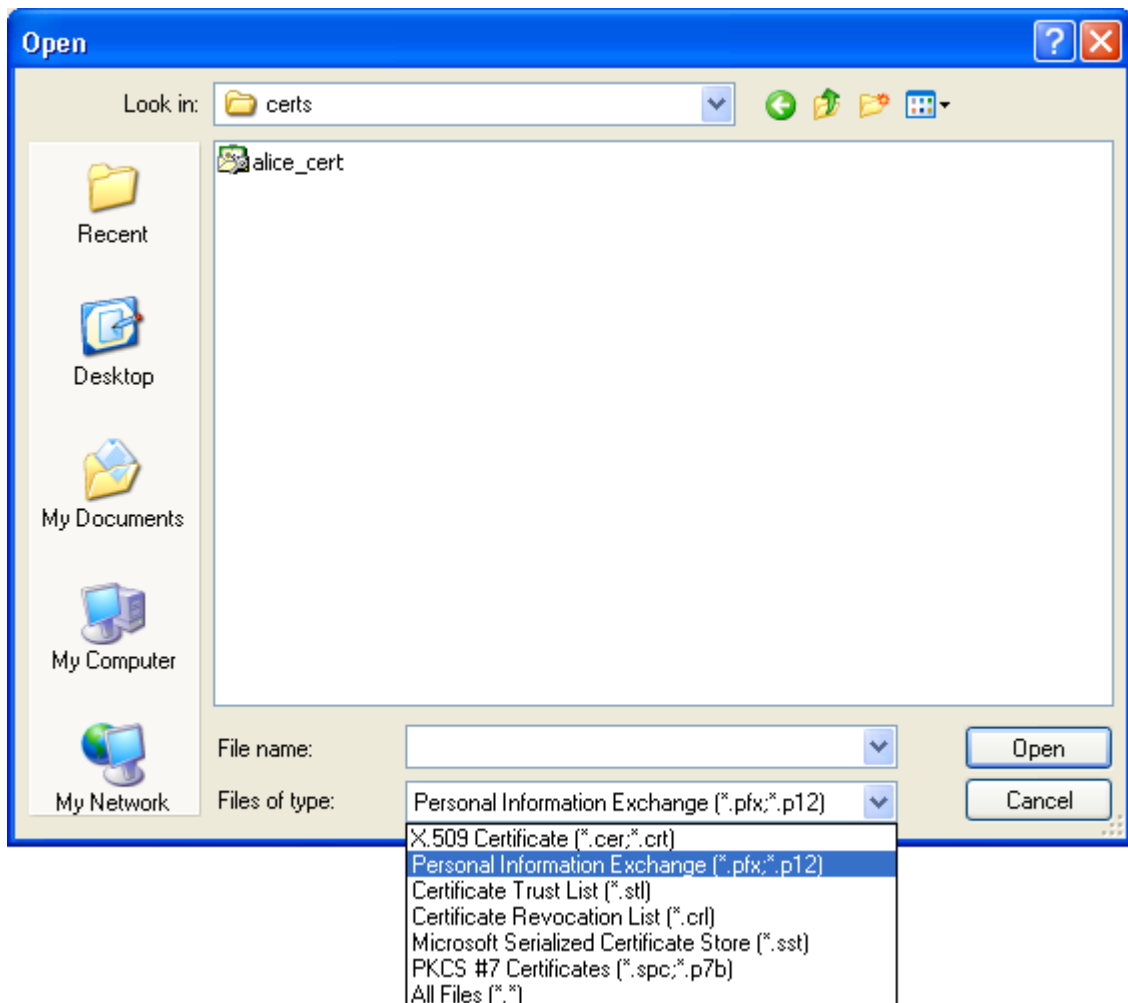 Open
Look in: certs
alice_cert
Recent
Desktop
My Documents
My Computer
My Network
File name: Open
Files of type: Personal Information Exchange (*.pfx;*.p12) Cancel
X.509 Certificate (*.cer;*.crt)
Personal Information Exchange (*.pfx;*.p12)
Certificate Trust List (*.stl)
Certificate Revocation List (*.crl)
Microsoft Serialized Certificate Store (*.sst)
PKCS #7 Certificates (*.spc;*.p7b)
All Files (*.*)